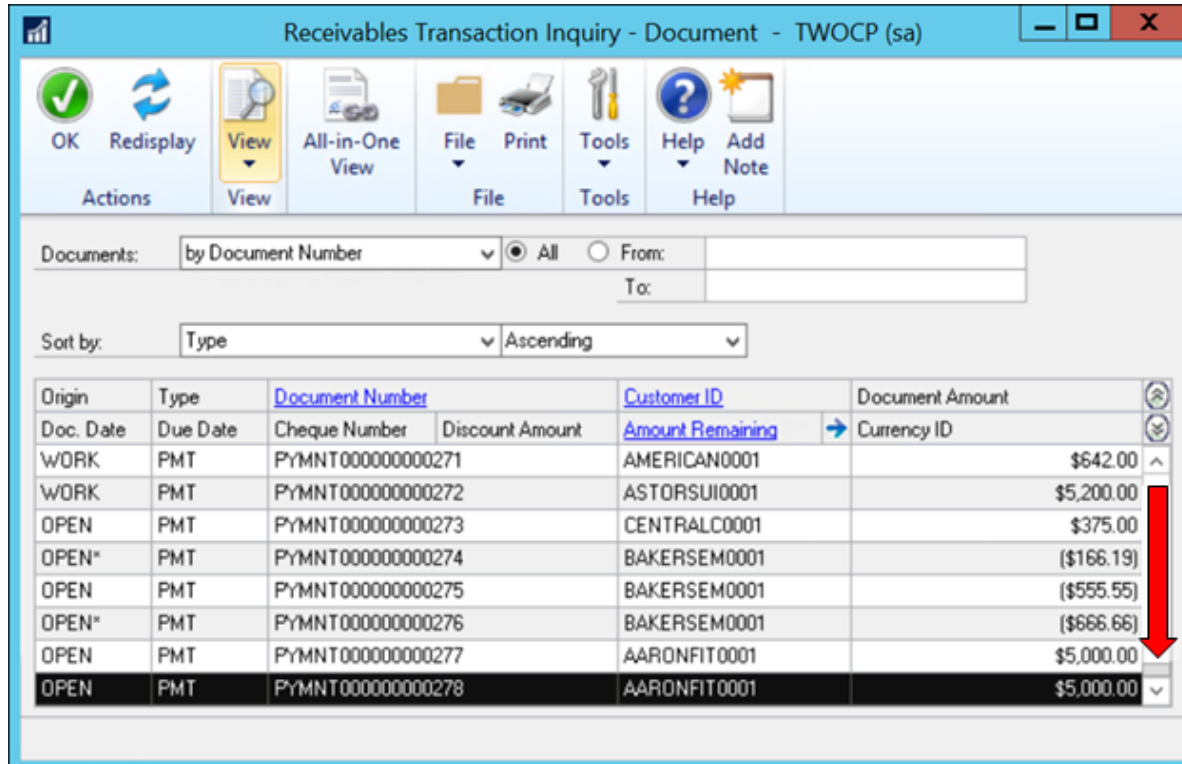 Receivables Transaction Inquiry - Document - TWOCP (sa)
OK Redisplay View All-in-One View File Print Tools Help Add Note
Actions View File Tools Help
Documents: by Document Number All From:
To:
Sort by: Type Ascending
Origin Type Document Number Customer ID Document Amount
Doc. Date Due Date Cheque Number Discount Amount Amount Remaining Currency ID
WORK PMT PYMNT000000000271 AMERICAN0001 $642.00
WORK PMT PYMNT000000000272 ASTORSUI0001 $5,200.00
OPEN PMT PYMNT000000000273 CENTRALC0001 $375.00
OPEN* PMT PYMNT000000000274 BAKERSEM0001 ($166.19)
OPEN PMT PYMNT000000000275 BAKERSEM0001 ($555.55)
OPEN* PMT PYMNT000000000276 BAKERSEM0001 ($666.66)
OPEN PMT PYMNT000000000277 AARONFIT0001 $5,000.00
OPEN PMT PYMNT000000000278 AARONFIT0001 $5,000.00